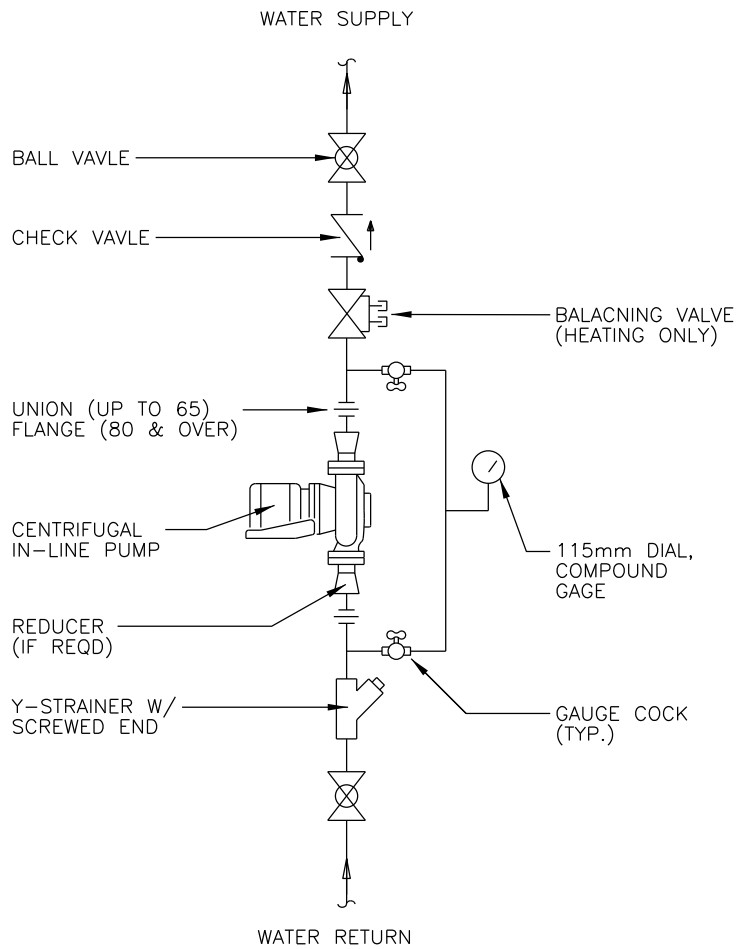 WATER SUPPLY
BALL VAVLE
CHECK VAVLE
BALACNING VALVE
(HEATING ONLY)
UNION (UP TO 65)
FLANGE (80 & OVER)
CENTRIFUGAL
IN-LINE PUMP
115mm DIAL,
COMPOUND
GAGE
REDUCER
(IF REQD)
Y-STRAINER W/
SCREWED END
GAUGE COCK
(TYP.)
WATER RETURN